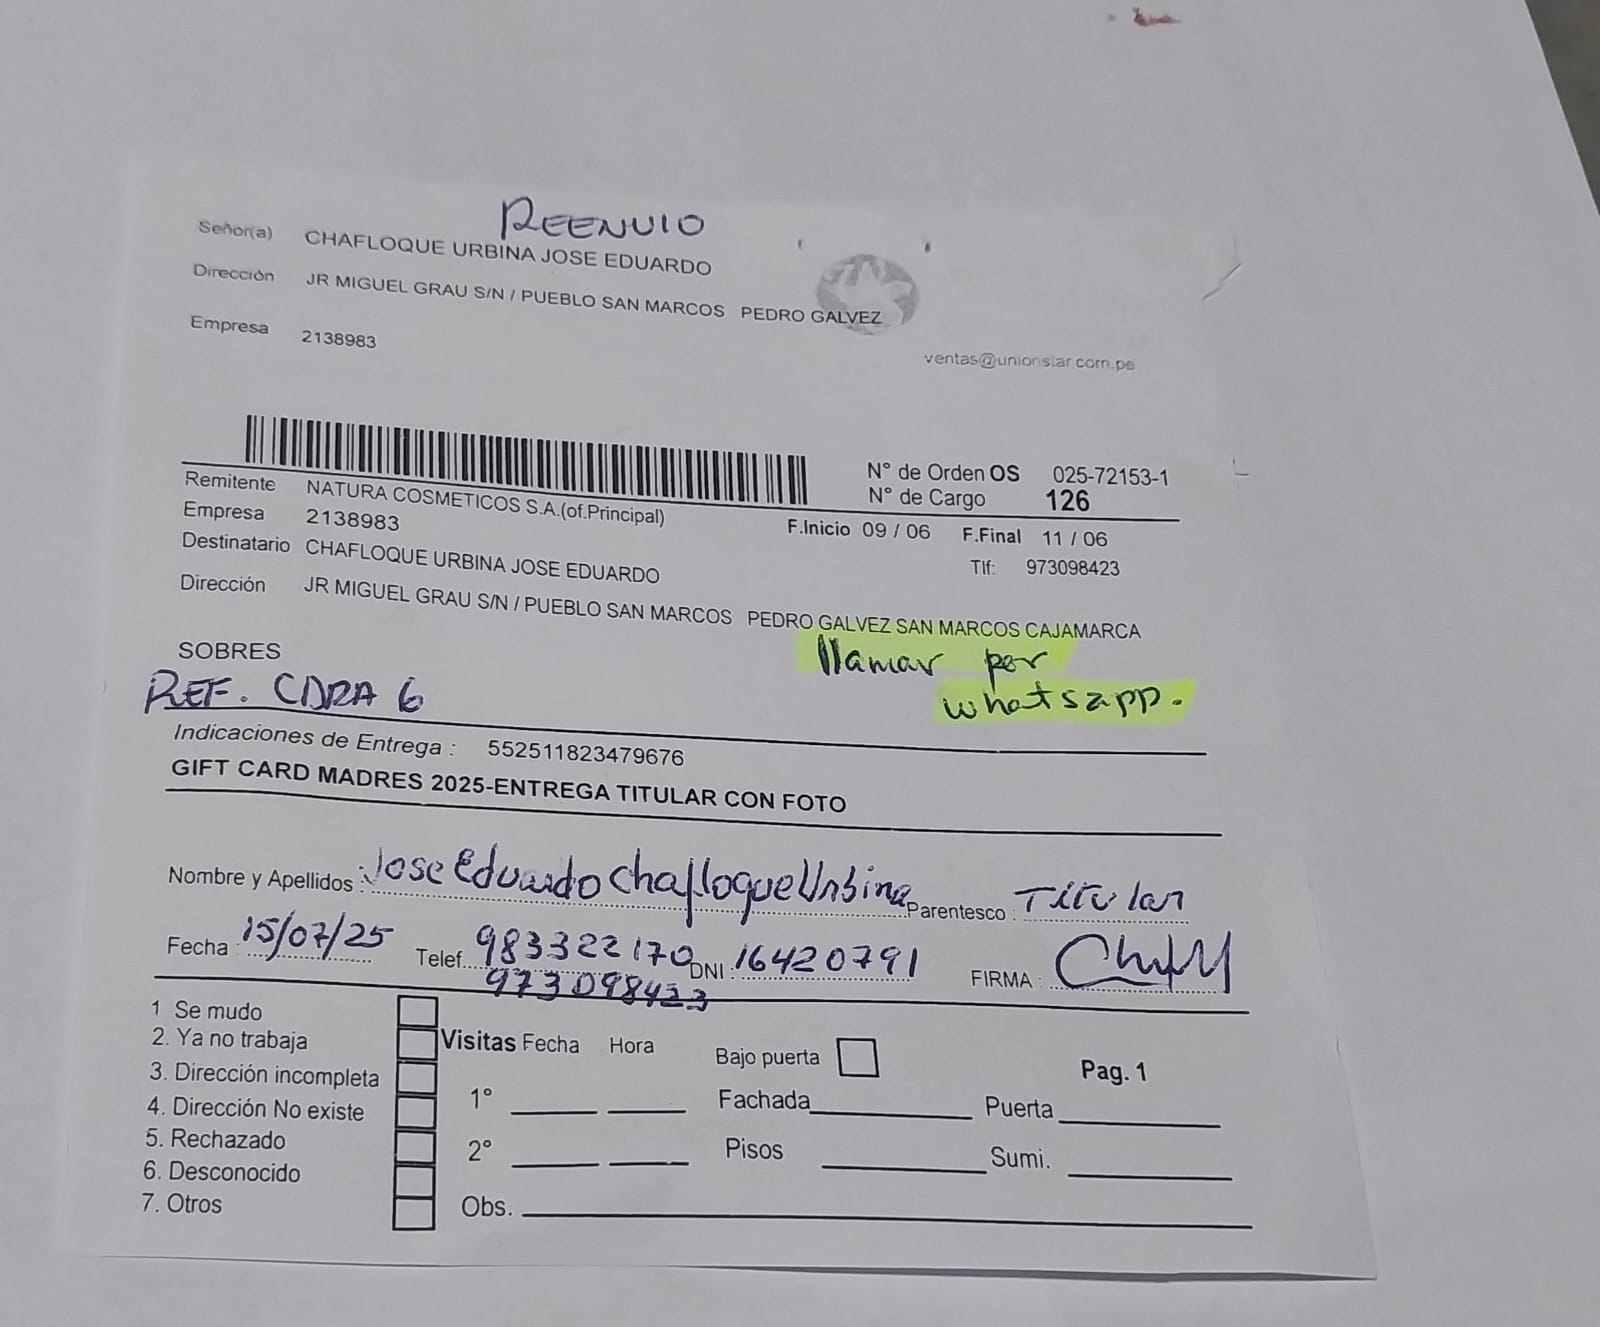 REENVIO
Señor(a) CHAFLOQUE URBINA JOSE EDUARDO
Dirección JR MIGUEL GRAU S/N / PUEBLO SAN MARCOS PEDRO GALVEZ
Empresa 2138983
ventas@unionstar.com.pe
N° de Orden OS 025-72153-1
N° de Cargo 126
Remitente NATURA COSMETICOS S.A.(of.Principal)
Empresa 2138983
F.Inicio 09 / 06 F.Final 11 / 06
Destinatario CHAFLOQUE URBINA JOSE EDUARDO
Tlf: 973098423
Dirección JR MIGUEL GRAU S/N / PUEBLO SAN MARCOS PEDRO GALVEZ SAN MARCOS CAJAMARCA
SOBRES
llamar por
whatsapp.
REF. CDRA 6
Indicaciones de Entrega : 552511823479676
GIFT CARD MADRES 2025-ENTREGA TITULAR CON FOTO
Nombre y Apellidos : Jose Eduardo Chafloque Urbina Parentesco : Titular
Fecha : 15/07/25 Telef. 983322170 DNI : 16420791 FIRMA :
973098423
1 Se mudo
2. Ya no trabaja
3. Dirección incompleta
4. Dirección No existe
5. Rechazado
6. Desconocido
7. Otros
Visitas Fecha Hora Bajo puerta Pag. 1
1° Fachada Puerta
2° Pisos Sumi.
Obs.